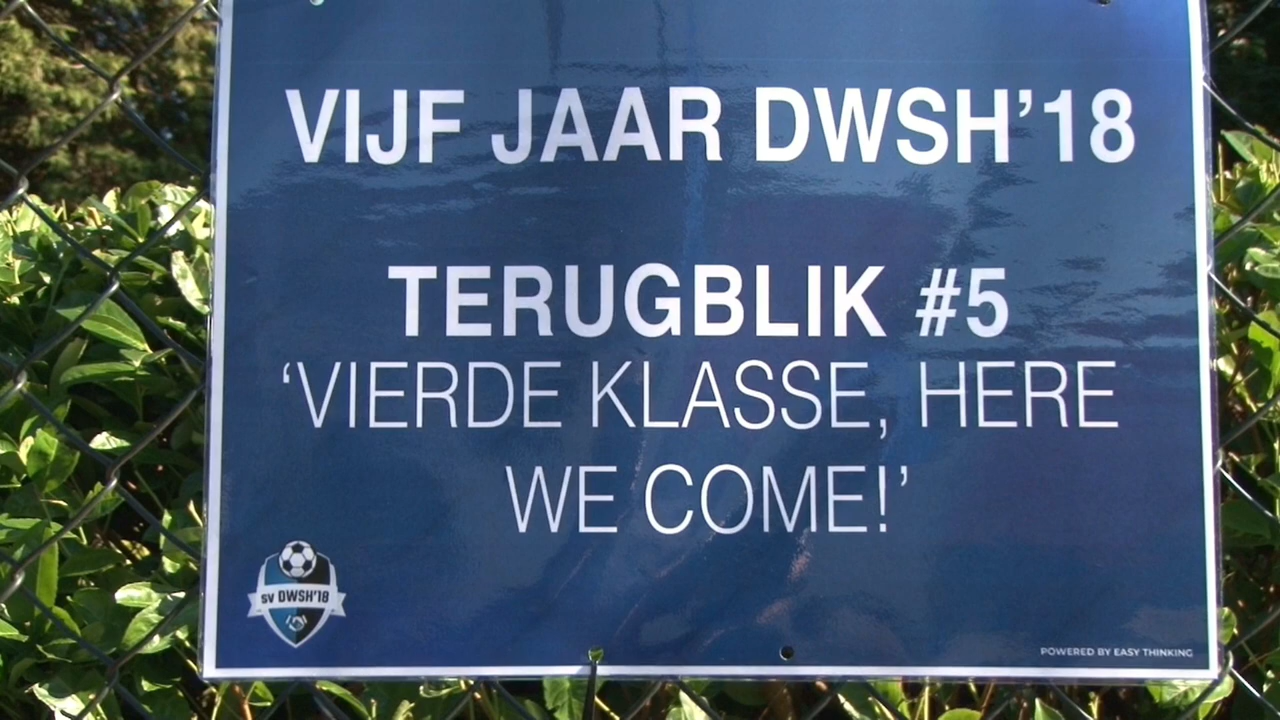 VIJF JAAR DWSH'18
TERUGBLIK #5
'VIERDE KLASSE, HERE
WE COME!'
SV DWSH'18
POWERED BY EASY THINKING